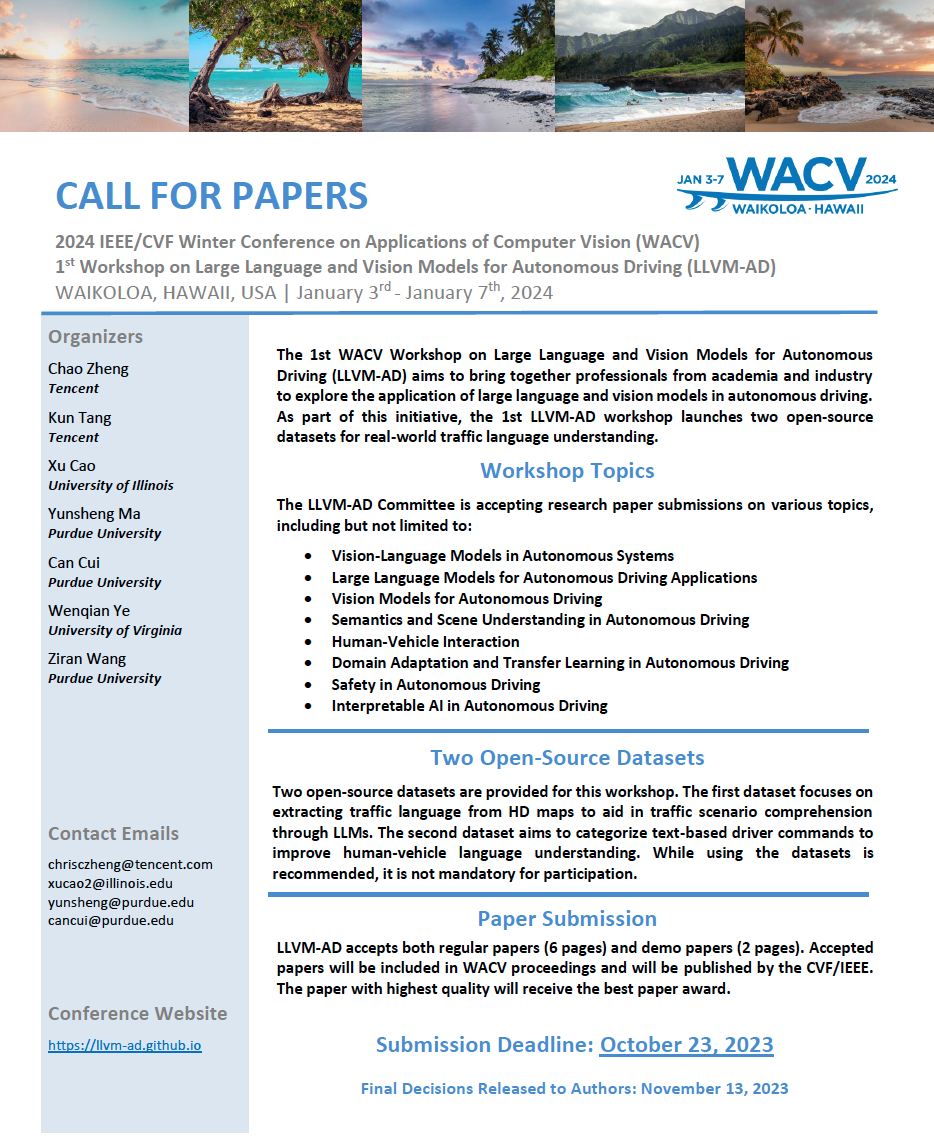 CALL FOR PAPERS
JAN 3-7 WACV 2024
WAIKOLOA · HAWAII
2024 IEEE/CVF Winter Conference on Applications of Computer Vision (WACV)
1st Workshop on Large Language and Vision Models for Autonomous Driving (LLVM-AD)
WAIKOLOA, HAWAII, USA | January 3rd - January 7th, 2024
Organizers
Chao Zheng
Tencent
Kun Tang
Tencent
Xu Cao
University of Illinois
Yunsheng Ma
Purdue University
Can Cui
Purdue University
Wenqian Ye
University of Virginia
Ziran Wang
Purdue University
Contact Emails
chrisczheng@tencent.com
xucao2@illinois.edu
yunsheng@purdue.edu
cancui@purdue.edu
Conference Website
https://llvm-ad.github.io
The 1st WACV Workshop on Large Language and Vision Models for Autonomous
Driving (LLVM-AD) aims to bring together professionals from academia and industry
to explore the application of large language and vision models in autonomous driving.
As part of this initiative, the 1st LLVM-AD workshop launches two open-source
datasets for real-world traffic language understanding.
Workshop Topics
The LLVM-AD Committee is accepting research paper submissions on various topics,
including but not limited to:
• Vision-Language Models in Autonomous Systems
• Large Language Models for Autonomous Driving Applications
• Vision Models for Autonomous Driving
• Semantics and Scene Understanding in Autonomous Driving
• Human-Vehicle Interaction
• Domain Adaptation and Transfer Learning in Autonomous Driving
• Safety in Autonomous Driving
• Interpretable AI in Autonomous Driving
Two Open-Source Datasets
Two open-source datasets are provided for this workshop. The first dataset focuses on
extracting traffic language from HD maps to aid in traffic scenario comprehension
through LLMs. The second dataset aims to categorize text-based driver commands to
improve human-vehicle language understanding. While using the datasets is
recommended, it is not mandatory for participation.
Paper Submission
LLVM-AD accepts both regular papers (6 pages) and demo papers (2 pages). Accepted
papers will be included in WACV proceedings and will be published by the CVF/IEEE.
The paper with highest quality will receive the best paper award.
Submission Deadline: October 23, 2023
Final Decisions Released to Authors: November 13, 2023